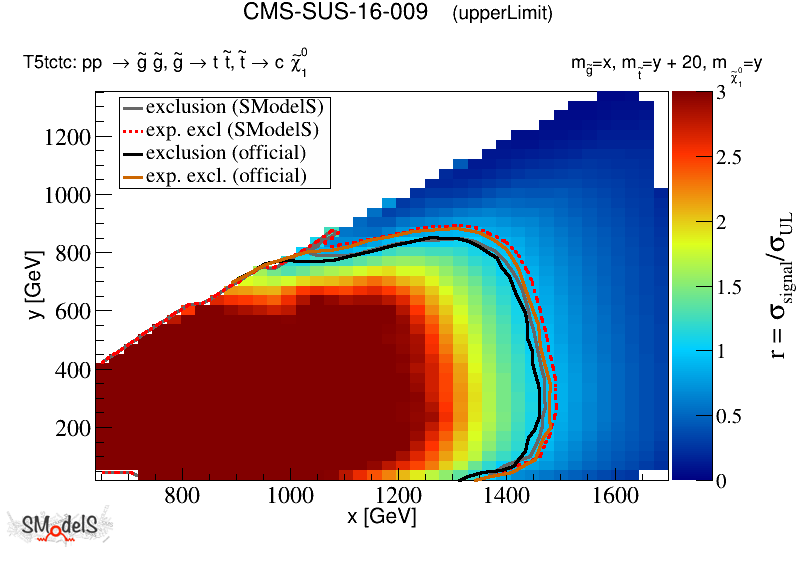 CMS-SUS-16-009 (upperLimit)
T5tctc: pp → g̃ g̃, g̃ → t t̃, t̃ → c χ̃₁⁰
m_g̃=x, m_t̃=y + 20, m_χ̃₁⁰=y
exclusion (SModelS)
exp. excl (SModelS)
exclusion (official)
exp. excl. (official)
y [GeV]
1200
1000
800
600
400
200
800 1000 1200 1400 1600
x [GeV]
3
2.5
2
1.5
1
0.5
0
r = σ_signal/σ_UL
SModelS